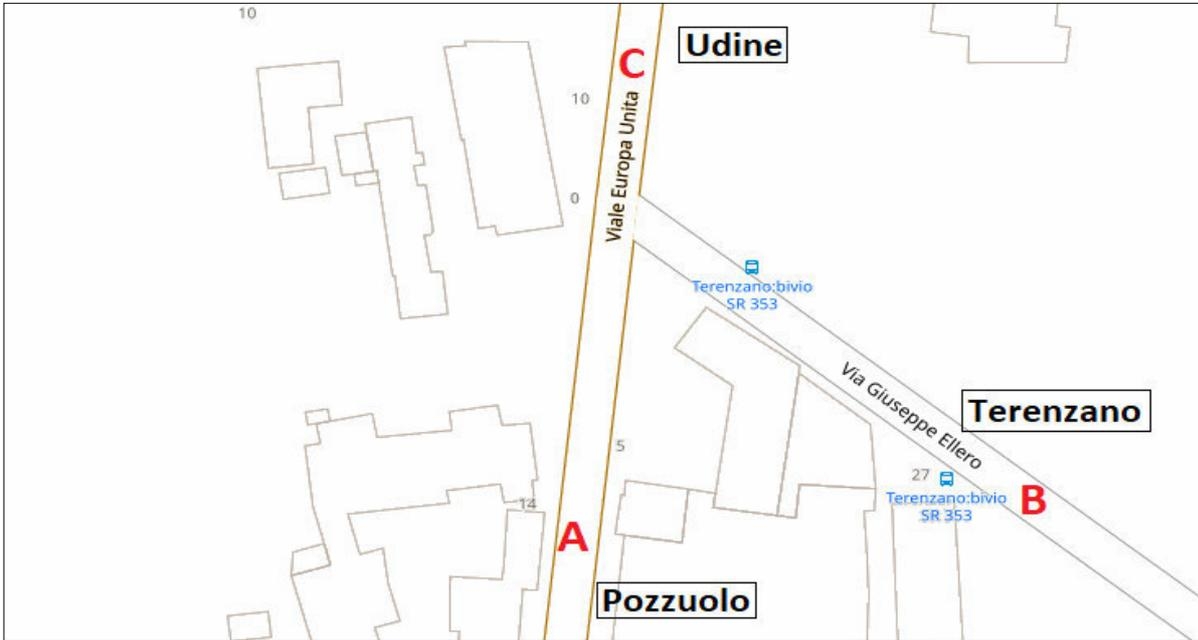 10
C
Udine
10
Viale Europa Unita
0
Terenzano:bivio
SR 353
Via Giuseppe Ellero
Terenzano
5
27
14
Terenzano:bivio
SR 353
B
A
Pozzuolo